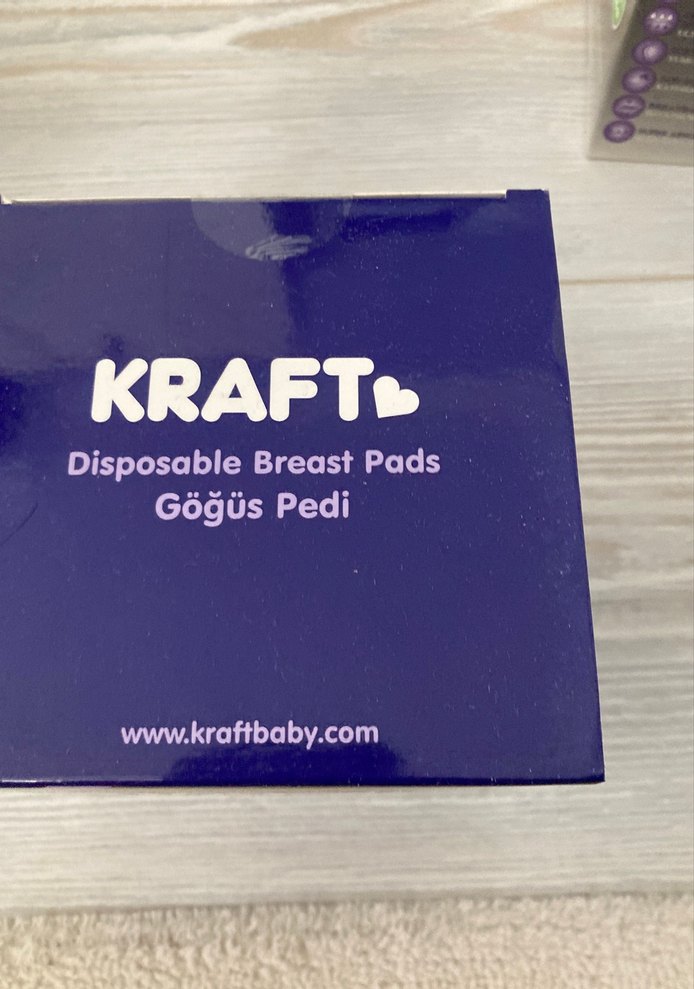 KRAFT
Disposable Breast Pads
Göğüs Pedi
www.kraftbaby.com